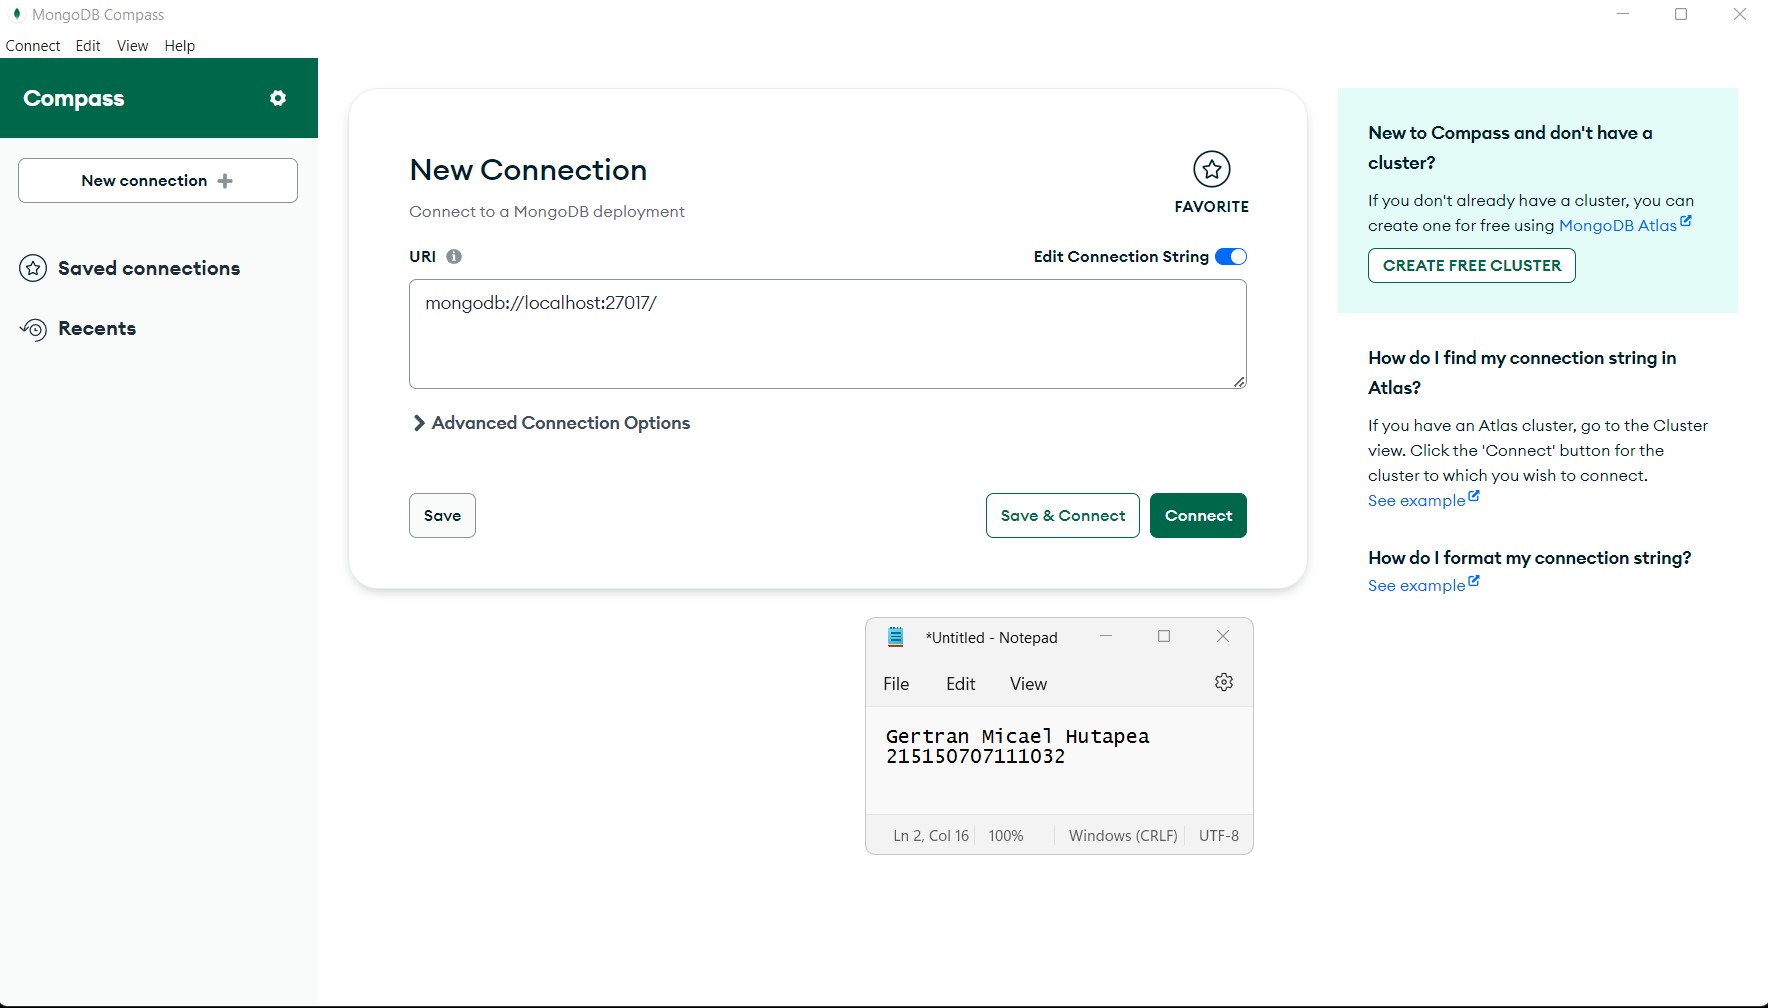 MongoDB Compass
Connect Edit View Help
Compass
New connection
Saved connections
Recents
New Connection
Connect to a MongoDB deployment
FAVORITE
URI
Edit Connection String
mongodb://localhost:27017/
Advanced Connection Options
Save
Save & Connect
Connect
New to Compass and don't have a
cluster?
If you don't already have a cluster, you can
create one for free using MongoDB Atlas
CREATE FREE CLUSTER
How do I find my connection string in
Atlas?
If you have an Atlas cluster, go to the Cluster
view. Click the 'Connect' button for the
cluster to which you wish to connect.
See example
How do I format my connection string?
See example
*Untitled - Notepad
File Edit View
Gertran Micael Hutapea
215150707111032
Ln 2, Col 16 100% Windows (CRLF) UTF-8